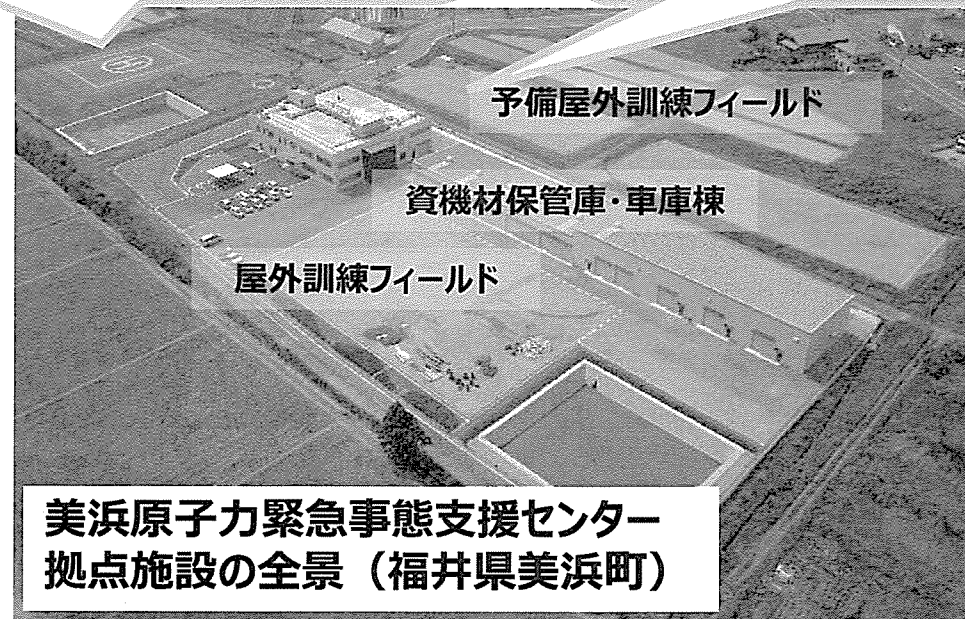 予備屋外訓練フィールド
資機材保管庫・車庫棟
屋外訓練フィールド
美浜原子力緊急事態支援センター
拠点施設の全景（福井県美浜町）